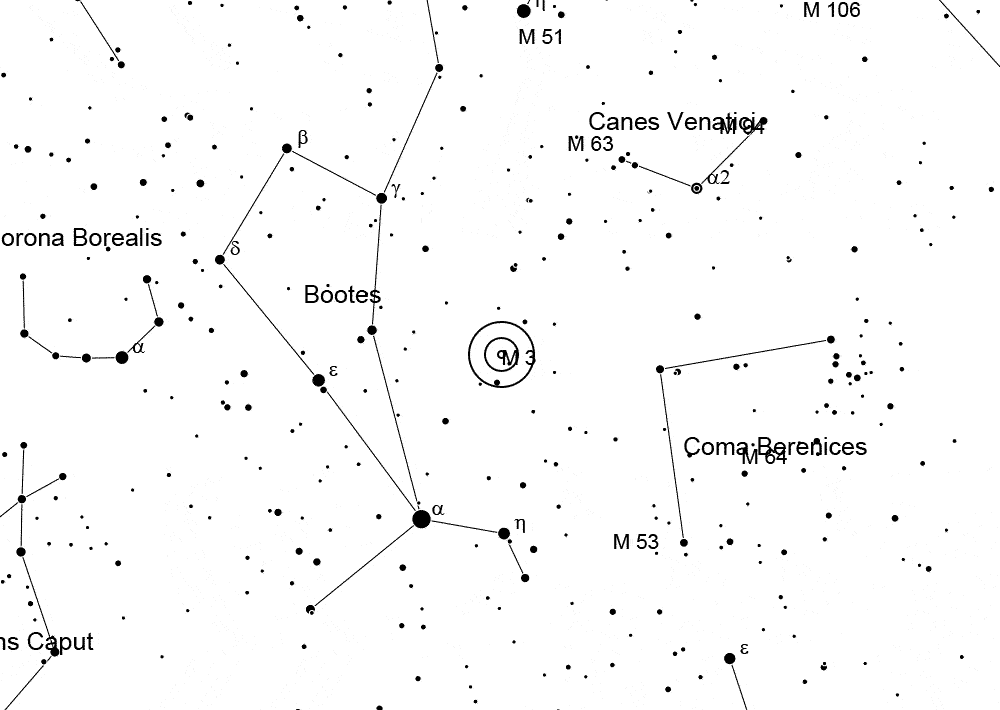 η
M 106
M 51
Canes Venatici
M 94
M 63
β
α2
γ
orona Borealis
δ
Bootes
α
M 3
ε
Coma Berenices
M 64
α
η
M 53
ns Caput
ε